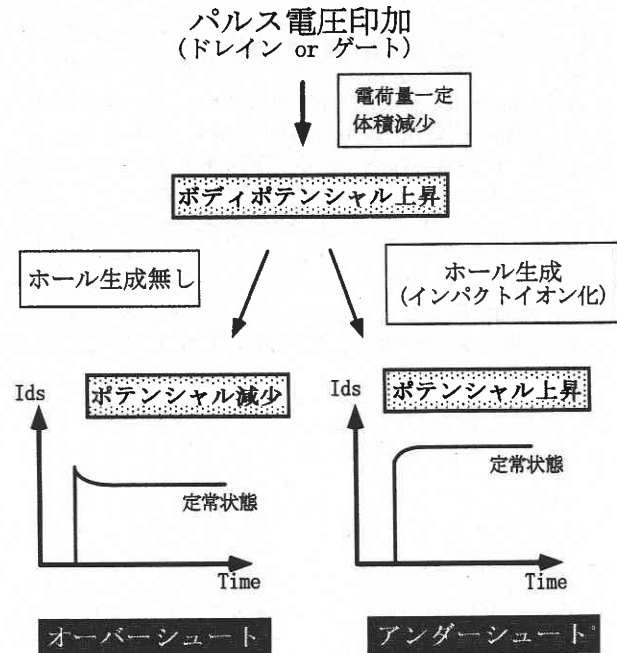 パルス電圧印加
(ドレイン or ゲート)
電荷量一定
体積減少
ボディポテンシャル上昇
ホール生成無し
ホール生成
(インパクトイオン化)
Ids
ポテンシャル減少
定常状態
Time
オーバーシュート
Ids
ポテンシャル上昇
定常状態
Time
アンダーシュート